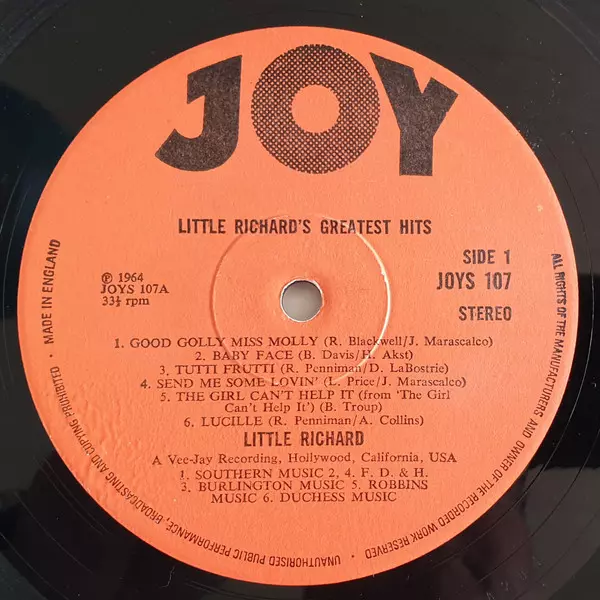 JOY
LITTLE RICHARD'S GREATEST HITS
SIDE 1
JOYS 107
STEREO
℗ 1964
JOYS 107A
33⅓ rpm
1. GOOD GOLLY MISS MOLLY (R. Blackwell/J. Marascalco)
2. BABY FACE (B. Davis/H. Akst)
3. TUTTI FRUTTI (R. Penniman/D. LaBostrie)
4. SEND ME SOME LOVIN' (L. Price/J. Marascalco)
5. THE GIRL CAN'T HELP IT (from 'The Girl
Can't Help It') (B. Troup)
6. LUCILLE (R. Penniman/A. Collins)
LITTLE RICHARD
A Vee-Jay Recording, Hollywood, California, USA
1. SOUTHERN MUSIC 2, 4. F. D. & H.
3. BURLINGTON MUSIC 5. ROBBINS
MUSIC 6. DUCHESS MUSIC
ALL RIGHTS OF THE MANUFACTURERS AND OWNER OF THE RECORDED WORK RESERVED · UNAUTHORISED PUBLIC PERFORMANCE, BROADCASTING AND COPYING PROHIBITED · MADE IN ENGLAND